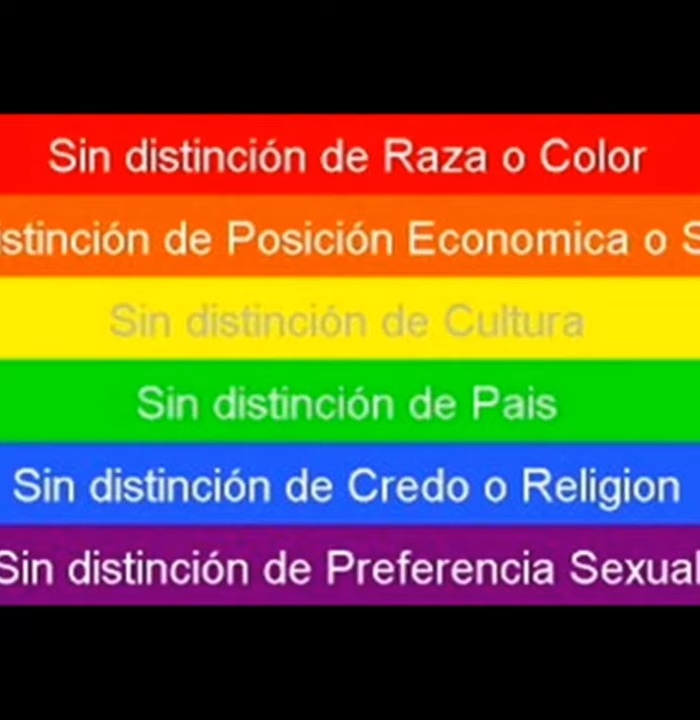 Sin distinción de Raza o Color
istinción de Posición Economica o S
Sin distinción de Cultura
Sin distinción de Pais
Sin distinción de Credo o Religion
Sin distinción de Preferencia Sexual